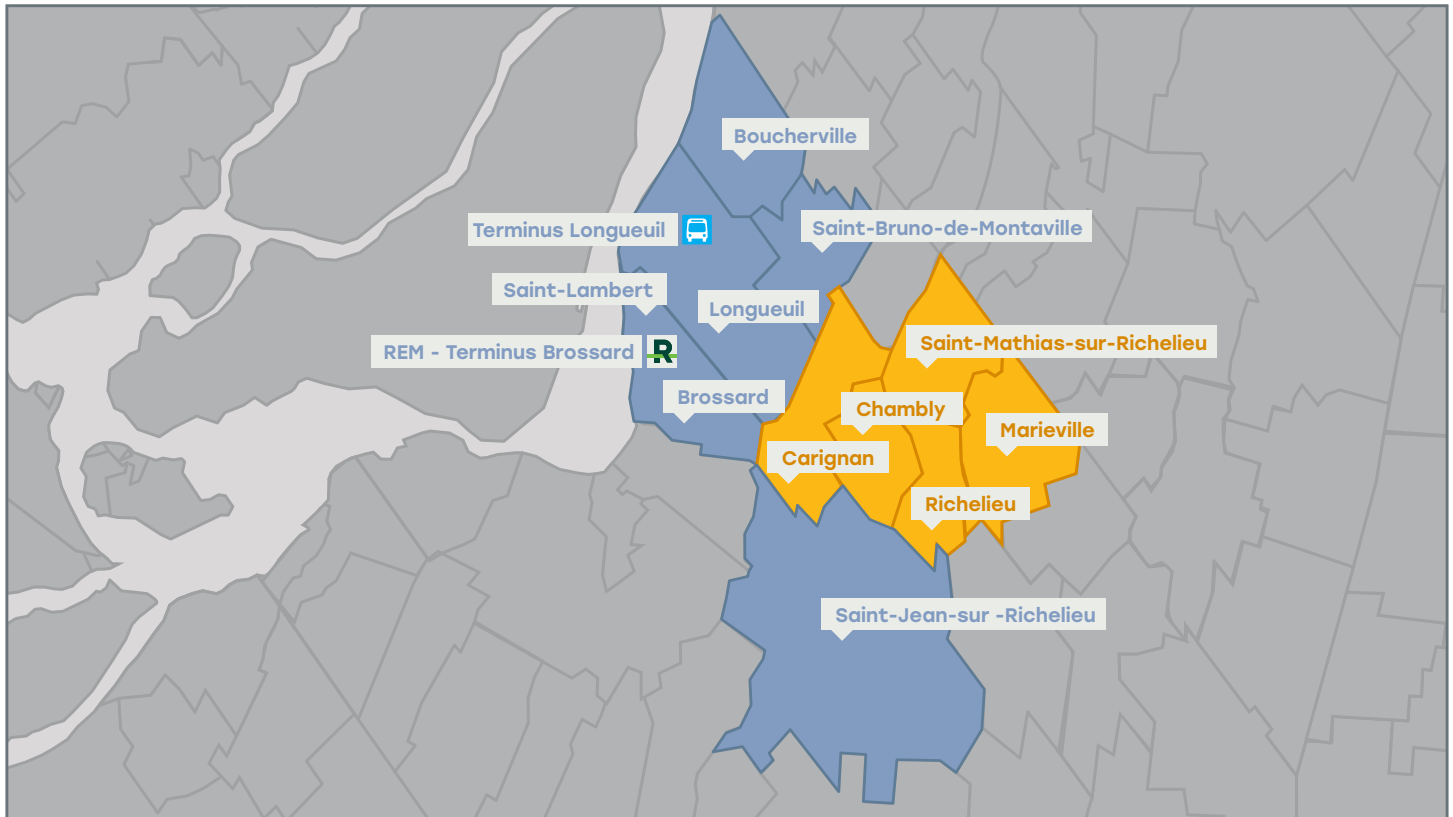 Boucherville
Terminus Longueuil
Saint-Bruno-de-Montaville
Saint-Lambert
Longueuil
REM - Terminus Brossard R
Saint-Mathias-sur-Richelieu
Brossard
Chambly
Marieville
Carignan
Richelieu
Saint-Jean-sur -Richelieu